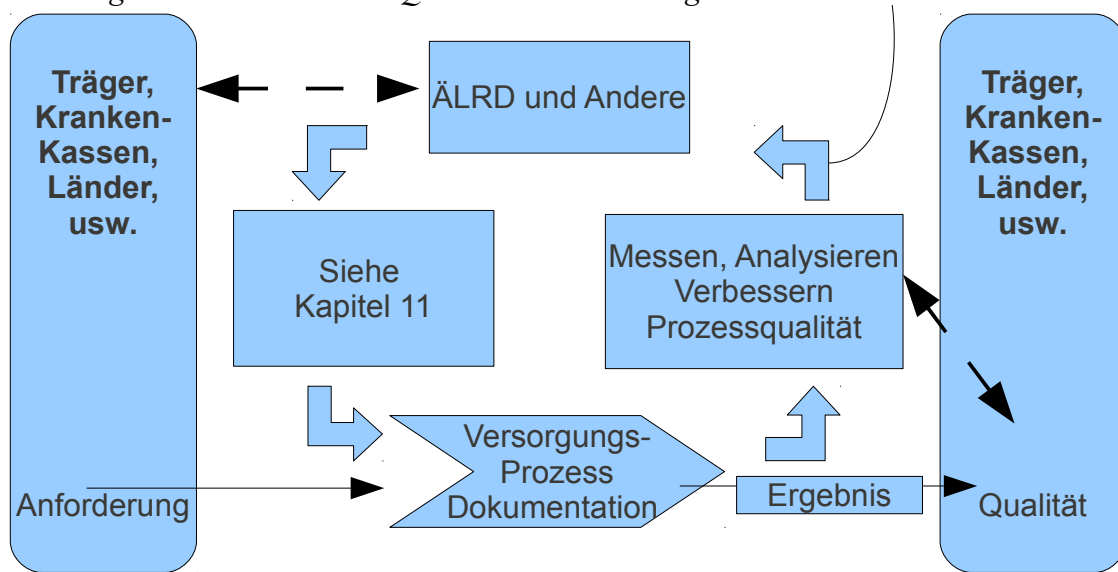 Träger,
Kranken-
Kassen,
Länder,
usw.
Anforderung
ÄLRD und Andere
Siehe
Kapitel 11
Messen, Analysieren
Verbessern
Prozessqualität
Versorgungs-
Prozess
Dokumentation
Ergebnis
Träger,
Kranken-
Kassen,
Länder,
usw.
Qualität